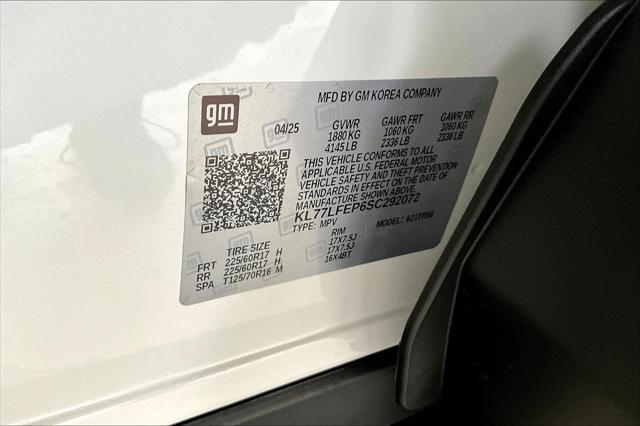 gm
MFD BY GM KOREA COMPANY
04/25 GVWR GAWR FRT GAWR RR
1880 KG 1060 KG 1060 KG
4145 LB 2336 LB 2336 LB
THIS VEHICLE CONFORMS TO ALL
APPLICABLE U.S. FEDERAL MOTOR
VEHICLE SAFETY AND THEFT PREVENTION
STANDARDS IN EFFECT ON THE DATE OF
MANUFACTURE SHOWN ABOVE.
KL77LFEP6SC292072
TYPE: MPV MODEL: 621TR58
TIRE SIZE RIM
FRT 225/60R17 H 17X7.5J
RR 225/60R17 H 17X7.5J
SPA T125/70R16 M 16X4BT